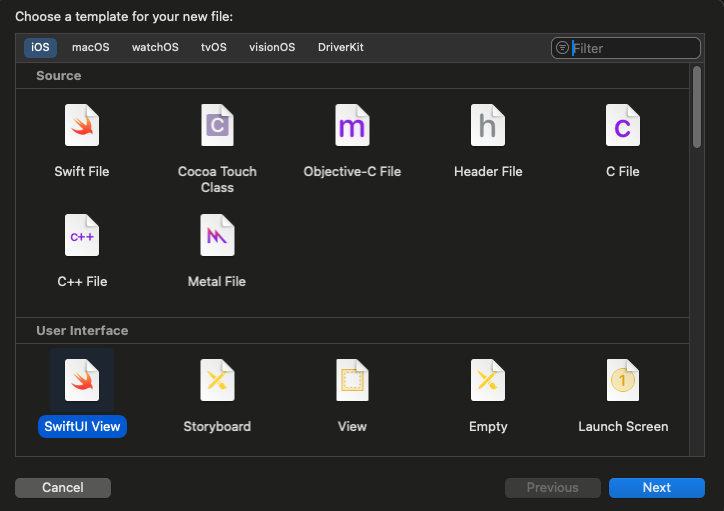 Choose a template for your new file:
iOS macOS watchOS tvOS visionOS DriverKit Filter
Source
C m h c
Swift File Cocoa Touch Class Objective-C File Header File C File
C++
C++ File Metal File
User Interface
1
SwiftUI View Storyboard View Empty Launch Screen
Cancel Previous Next